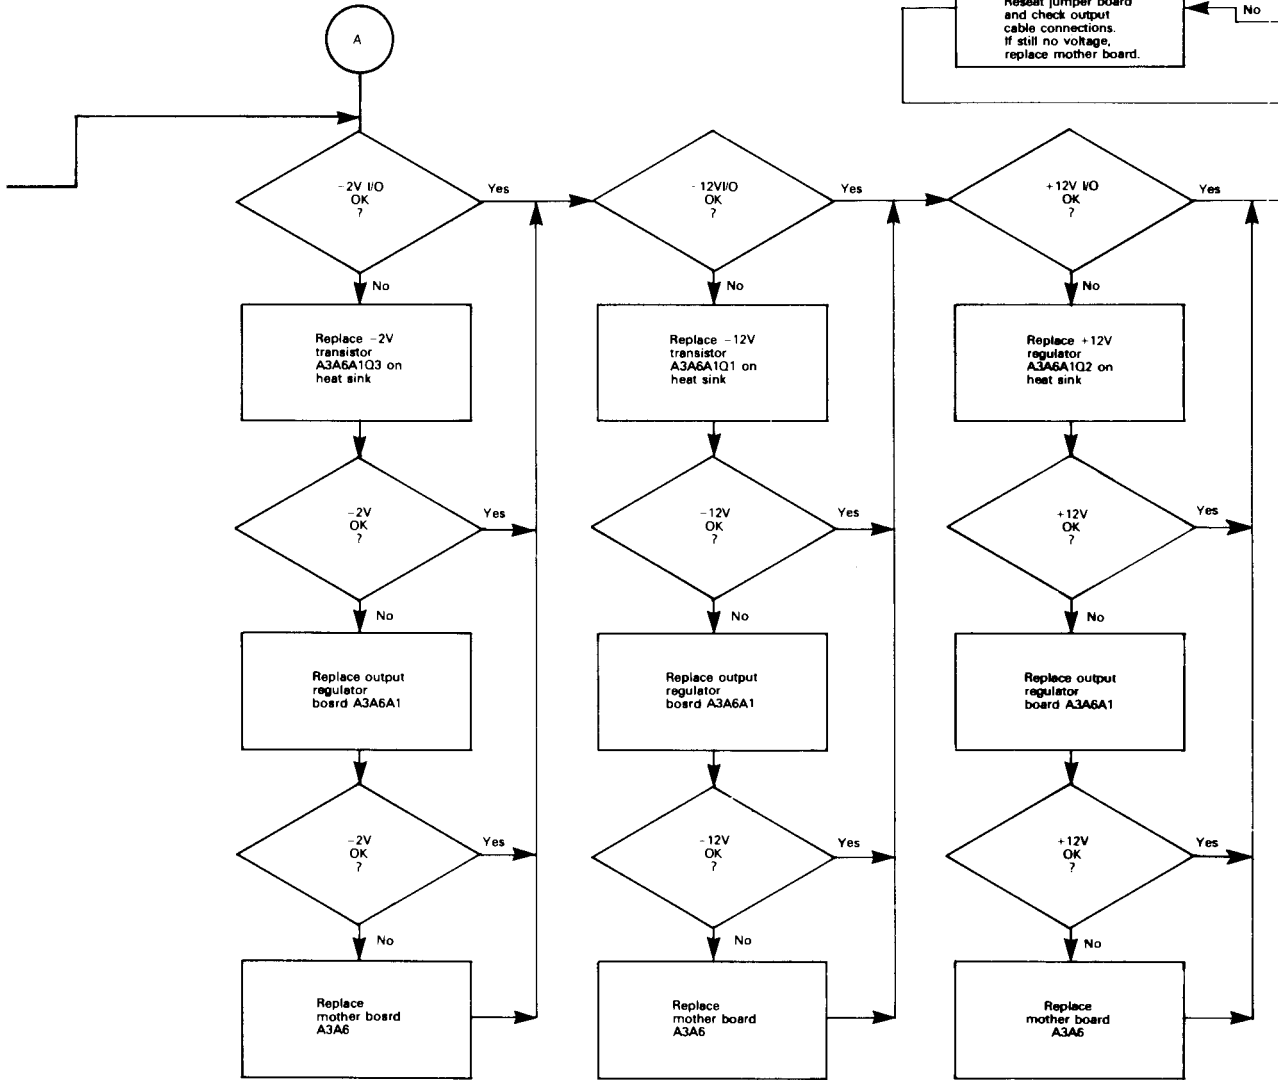 A
Reseat jumper board
and check output
cable connections.
If still no voltage,
replace mother board.
No
-2V I/O
OK
?
Yes
No
Replace -2V
transistor
A3A6A1Q3 on
heat sink
-2V
OK
?
Yes
No
Replace output
regulator
board A3A6A1
-2V
OK
?
Yes
No
Replace
mother board
A3A6
-12VI/O
OK
?
Yes
No
Replace -12V
transistor
A3A6A1Q1 on
heat sink
-12V
OK
?
Yes
No
Replace output
regulator
board A3A6A1
-12V
OK
?
Yes
No
Replace
mother board
A3A6
+12V I/O
OK
?
Yes
No
Replace +12V
regulator
A3A6A1Q2 on
heat sink
+12V
OK
?
Yes
No
Replace output
regulator
board A3A6A1
+12V
OK
?
Yes
No
Replace
mother board
A3A6